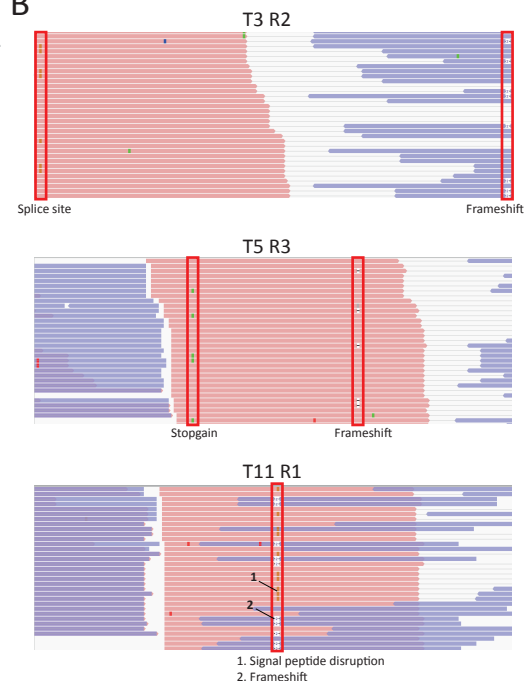 B
T3 R2
Splice site
Frameshift
T5 R3
Stopgain
Frameshift
T11 R1
1
2
1. Signal peptide disruption
2. Frameshift